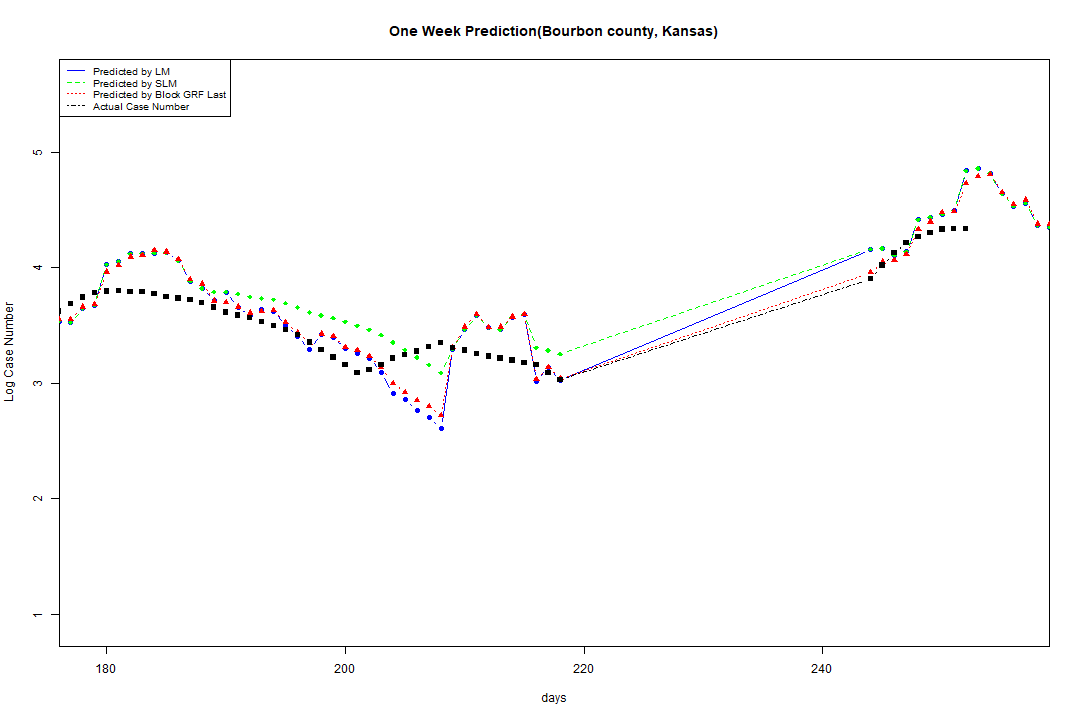 One Week Prediction(Bourbon county, Kansas)
Predicted by LM
Predicted by SLM
Predicted by Block GRF Last
Actual Case Number
5
4
3
2
1
Log Case Number
180 200 220 240
days